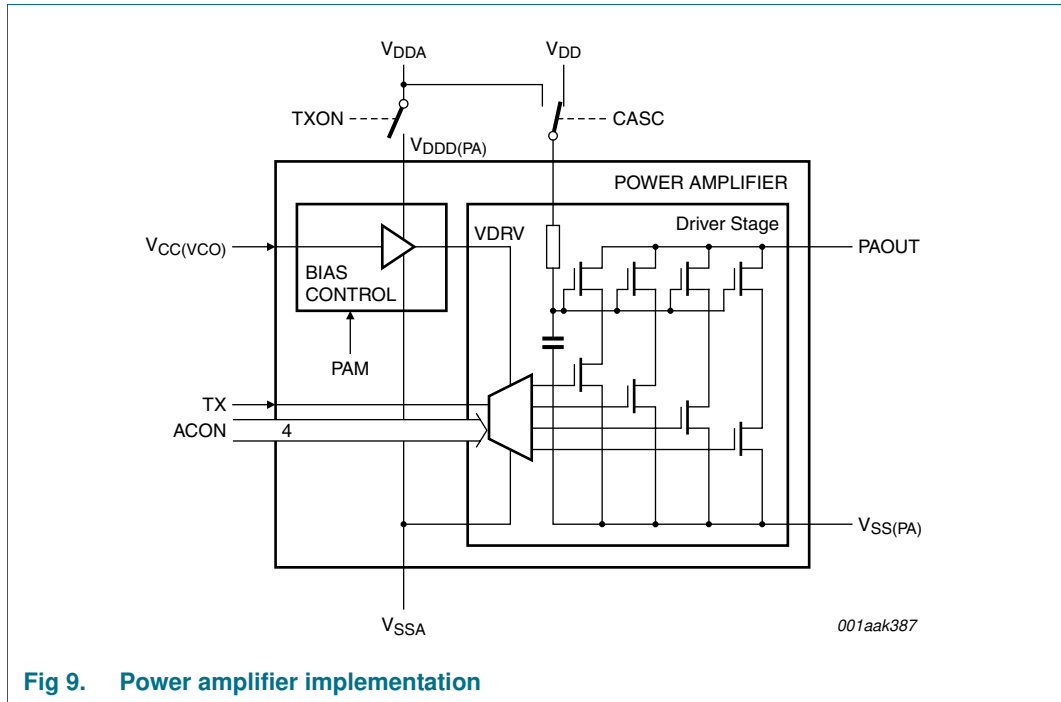 VDDA
VDD
TXON
CASC
VDDD(PA)
POWER AMPLIFIER
Driver Stage
VCC(VCO)
VDRV
PAOUT
BIAS
CONTROL
PAM
TX
ACON
4
VSS(PA)
VSSA
001aak387
Fig 9. Power amplifier implementation